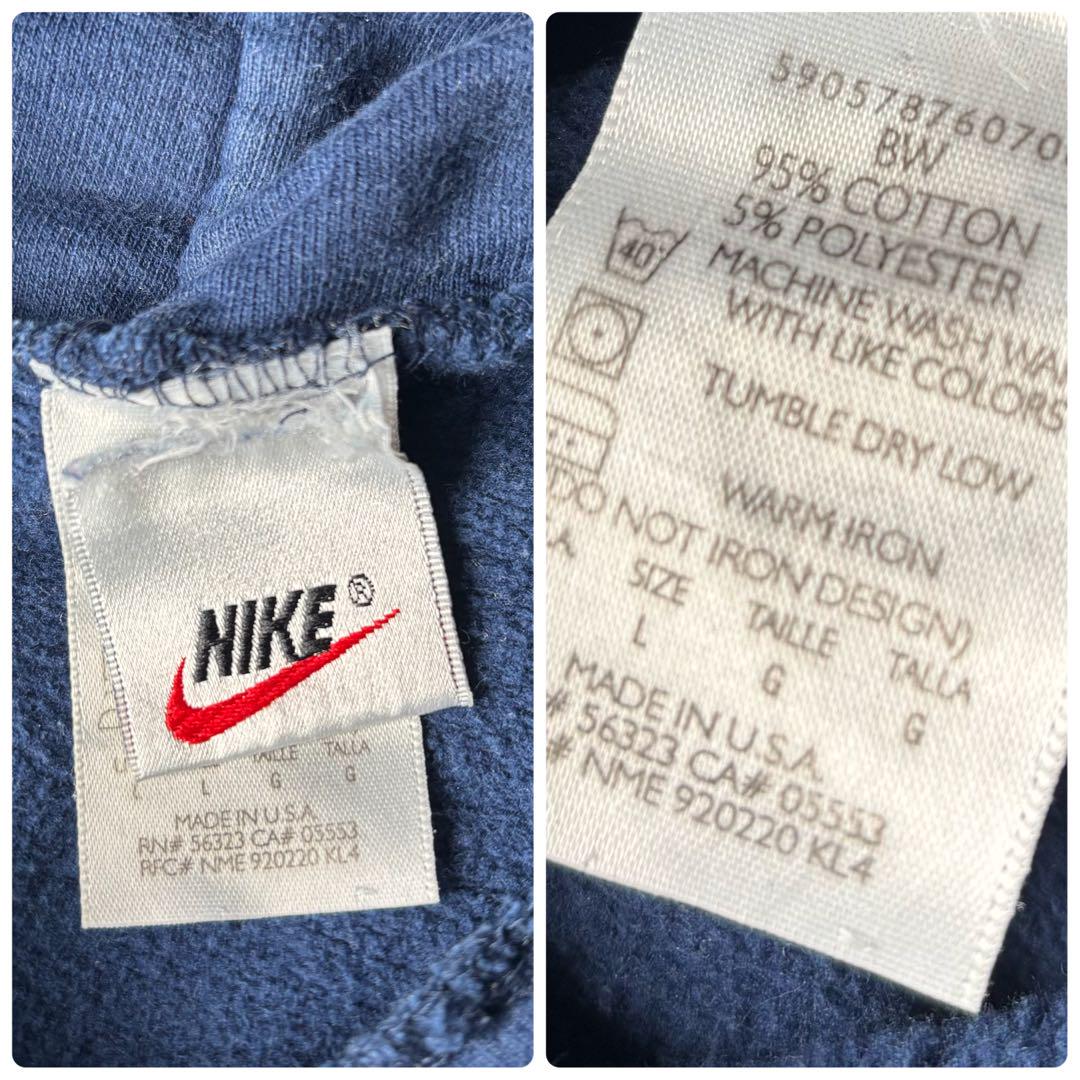 NIKE ®
TAILLE TALLA
L G G
MADE IN U.S.A.
RN# 56323 CA# 05553
RFC# NME 920220 KL4
59057876070
BW
95% COTTON
5% POLYESTER
40°
MACHINE WASH
WITH LIKE COLORS
TUMBLE DRY LOW
WARM IRON
(DO NOT IRON DESIGN)
SIZE TAILLE TALLA
L G G
MADE IN U.S.A.
# 56323 CA# 05553
# NME 920220 KL4